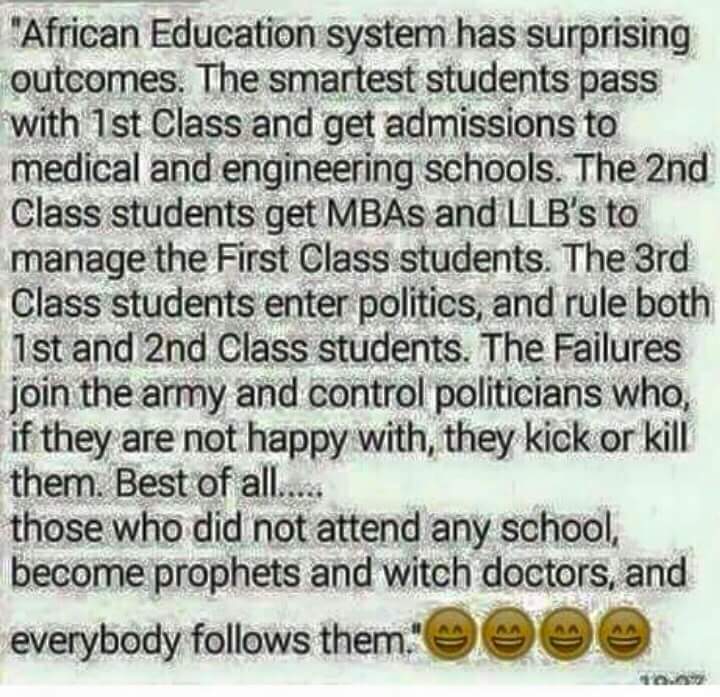 "African Education system has surprising
outcomes. The smartest students pass
with 1st Class and get admissions to
medical and engineering schools. The 2nd
Class students get MBAs and LLB's to
manage the First Class students. The 3rd
Class students enter politics, and rule both
1st and 2nd Class students. The Failures
join the army and control politicians who,
if they are not happy with, they kick or kill
them. Best of all.....
those who did not attend any school,
become prophets and witch doctors, and
everybody follows them."😄😄😄😄